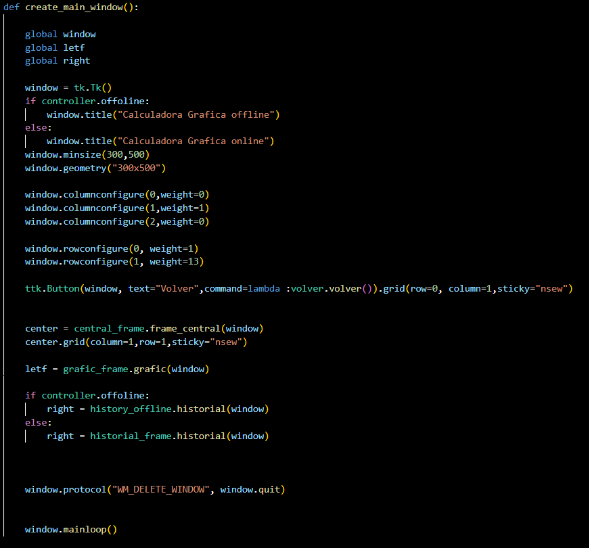 def create_main_window():
global window
global letf
global right
window = tk.Tk()
if controller.offoline:
window.title("Calculadora Grafica offline")
else:
window.title("Calculadora Grafica online")
window.minsize(300,500)
window.geometry("300x500")
window.columnconfigure(0,weight=0)
window.columnconfigure(1,weight=1)
window.columnconfigure(2,weight=0)
window.rowconfigure(0, weight=1)
window.rowconfigure(1, weight=13)
ttk.Button(window, text="Volver",command=lambda :volver.volver()).grid(row=0, column=1,sticky="nsew")
center = central_frame.frame_central(window)
center.grid(column=1,row=1,sticky="nsew")
letf = grafic_frame.grafic(window)
if controller.offoline:
right = history_offline.historial(window)
else:
right = historial_frame.historial(window)
window.protocol("WM_DELETE_WINDOW", window.quit)
window.mainloop()